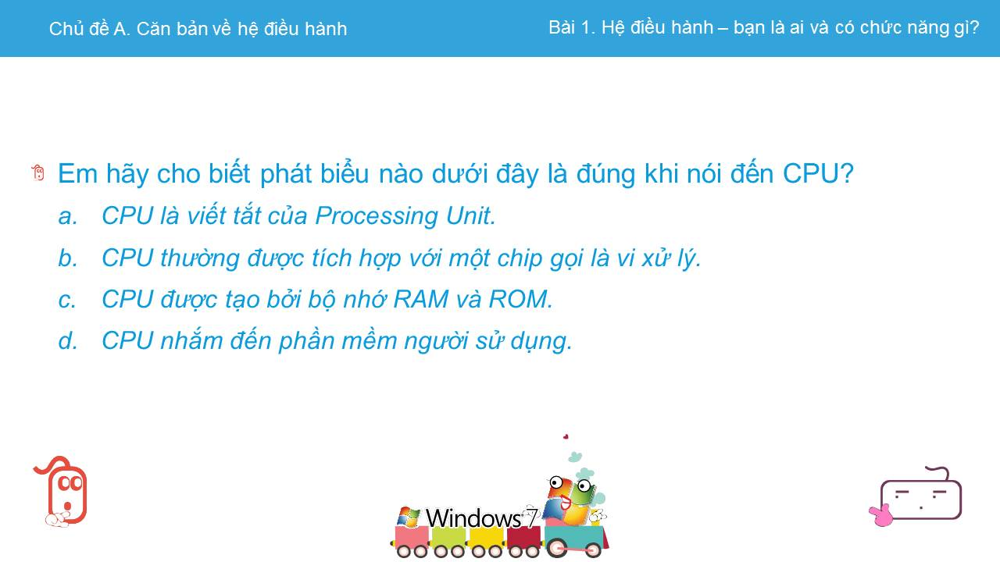 Chủ đề A. Căn bản về hệ điều hành
Bài 1. Hệ điều hành – bạn là ai và có chức năng gì?
Em hãy cho biết phát biểu nào dưới đây là đúng khi nói đến CPU?
a. CPU là viết tắt của Processing Unit.
b. CPU thường được tích hợp với một chip gọi là vi xử lý.
c. CPU được tạo bởi bộ nhớ RAM và ROM.
d. CPU nhắm đến phần mềm người sử dụng.
Windows 7